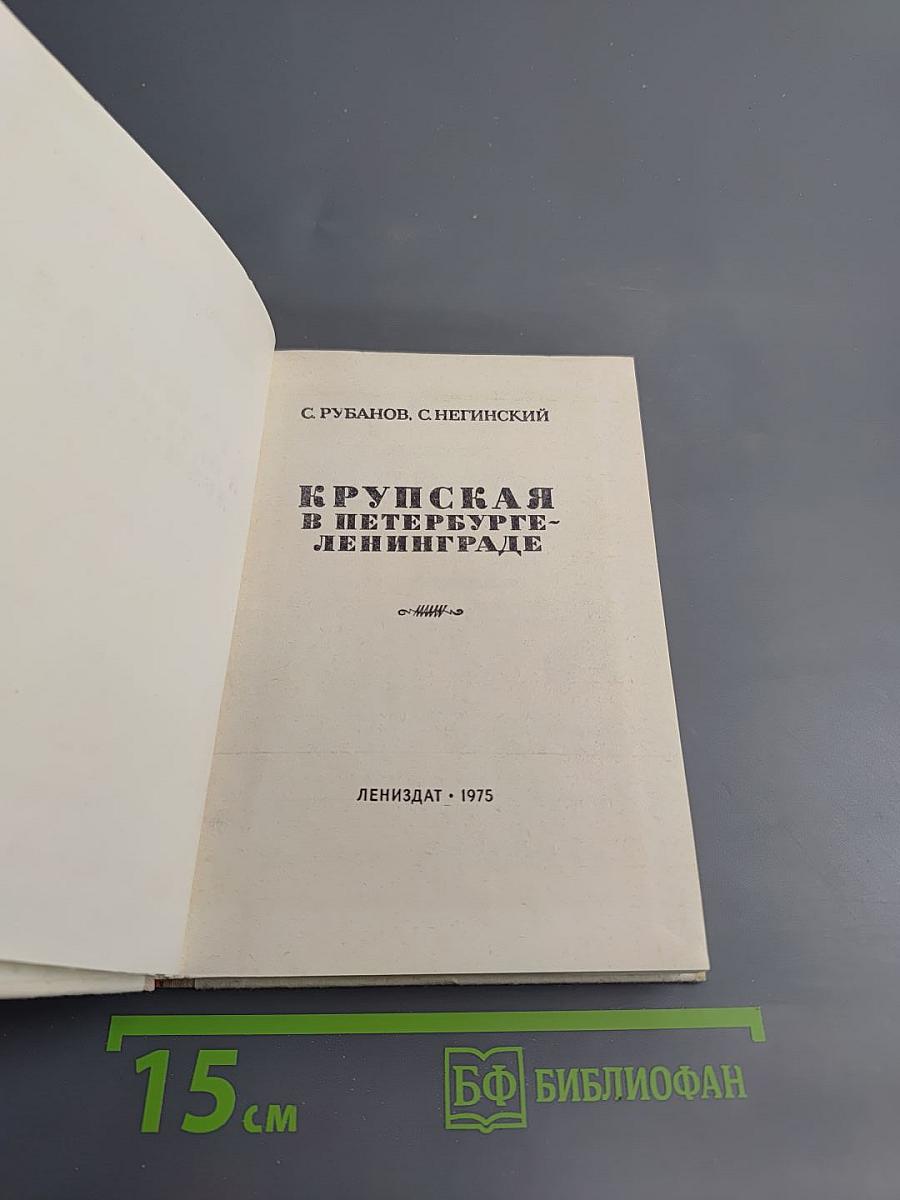 С. РУБАНОВ, С. НЕГИНСКИЙ
КРУПСКАЯ
В ПЕТЕРБУРГЕ-
ЛЕНИНГРАДЕ
ЛЕНИЗДАТ • 1975
15 см
БФ БИБЛИОФАН